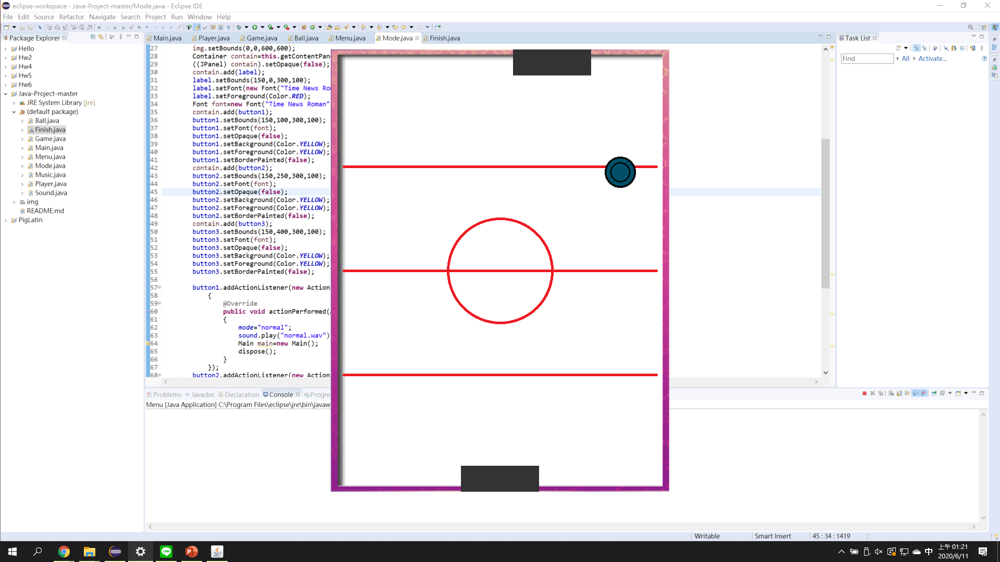 eclipse-workspace - Java-Project-master/Mode.java - Eclipse IDE
File Edit Source Refactor Navigate Search Project Run Window Help
Package Explorer
Hello
Hw2
Hw4
Hw5
Hw6
Java-Project-master
JRE System Library [jre]
(default package)
Ball.java
Finish.java
Game.java
Main.java
Menu.java
Mode.java
Music.java
Player.java
Sound.java
img
README.md
PigLatin
Main.java Player.java Game.java Ball.java Menu.java Mode.java Finish.java
27 img.setBounds(0,0,600,600);
28 Container contain=this.getContentPan
29 ((JPanel) contain).setOpaque(false);
30 contain.add(label);
31 label.setBounds(150,0,300,100);
32 label.setFont(new Font("Time News Ro
33 label.setForeground(Color.RED);
34 Font font=new Font("Time News Roman"
35 contain.add(button1);
36 button1.setBounds(150,100,300,100);
37 button1.setFont(font);
38 button1.setOpaque(false);
39 button1.setBackground(Color.YELLOW);
40 button1.setForeground(Color.YELLOW);
41 button1.setBorderPainted(false);
42 contain.add(button2);
43 button2.setBounds(150,250,300,100);
44 button2.setFont(font);
45 button2.setOpaque(false);
46 button2.setBackground(Color.YELLOW);
47 button2.setForeground(Color.YELLOW);
48 button2.setBorderPainted(false);
49 contain.add(button3);
50 button3.setBounds(150,400,300,100);
51 button3.setFont(font);
52 button3.setOpaque(false);
53 button3.setBackground(Color.YELLOW);
54 button3.setForeground(Color.YELLOW);
55 button3.setBorderPainted(false);
56
57 button1.addActionListener(new Action
58 {
59 @Override
60 public void actionPerformed(
61 {
62 mode="normal";
63 sound.play("normal.wav")
64 Main main=new Main();
65 dispose();
66 }
67 });
68 button2.addActionListener(new Action
Problems Javadoc Declaration Console Progre
Menu [Java Application] C:\Program Files\eclipse\jre\bin\javaw
Task List
Find All Activate...
Writable Smart Insert 45 : 34 : 1419
中 上午 01:21
2020/6/11